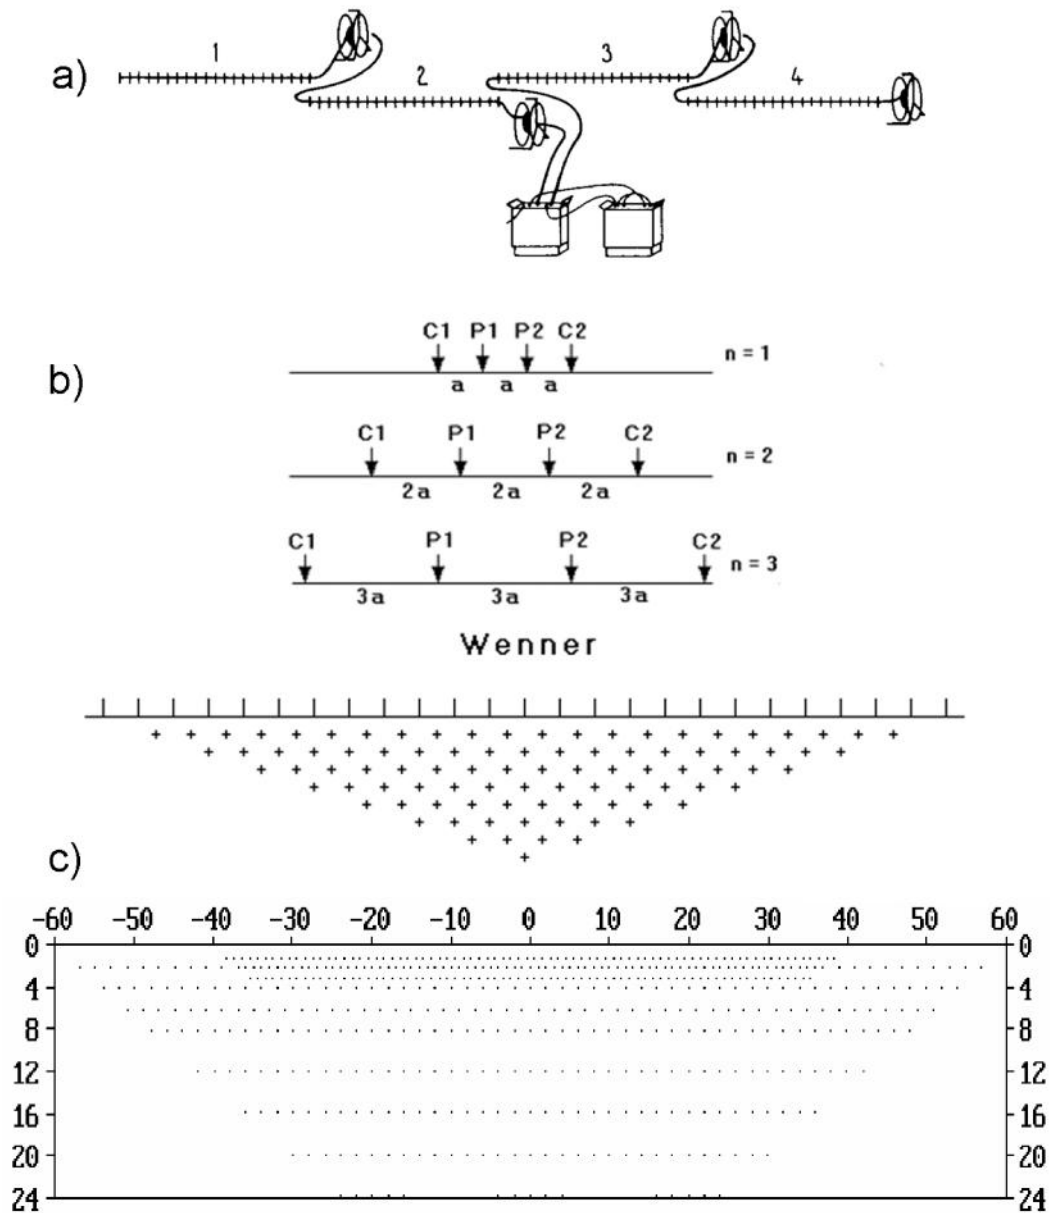 a)
1 2 3 4
b)
C1 P1 P2 C2
n = 1
a a a
C1 P1 P2 C2
n = 2
2a 2a 2a
C1 P1 P2 C2
n = 3
3a 3a 3a
Wenner
c)
-60 -50 -40 -30 -20 -10 0 10 20 30 40 50 60
0 0
4 4
8 8
12 12
16 16
20 20
24 24